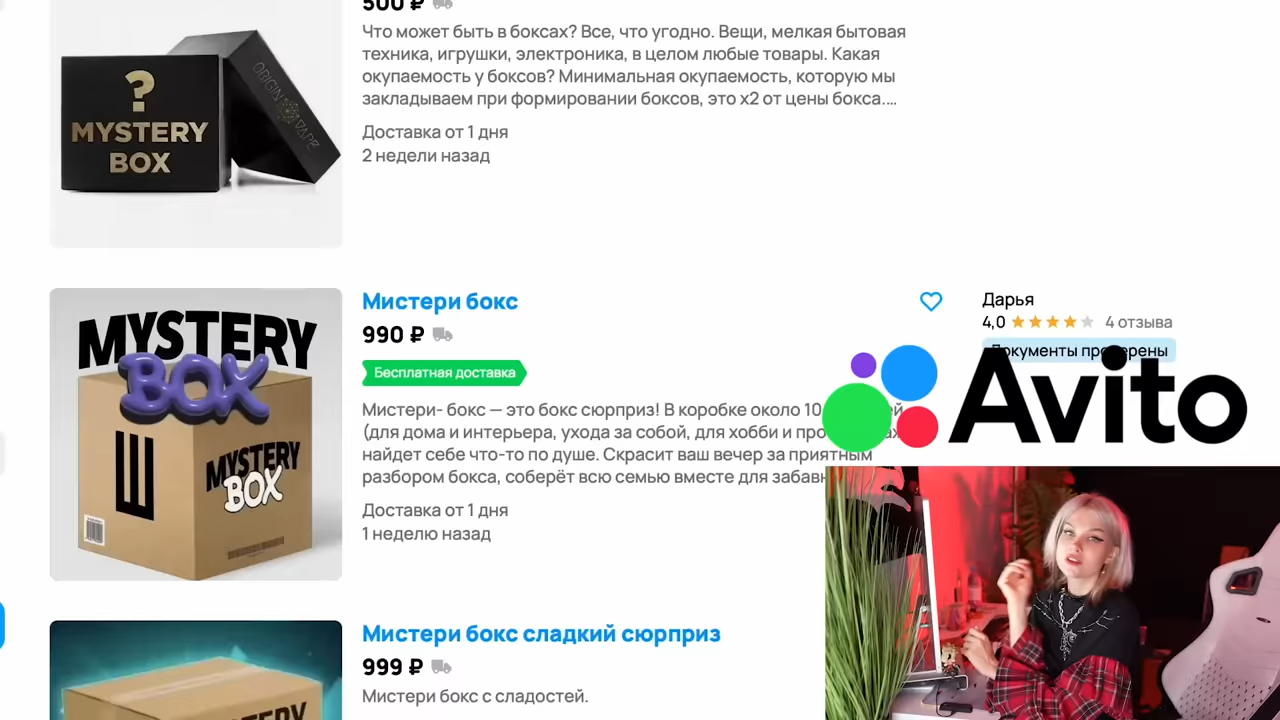 500 ₽
Что может быть в боксах? Все, что угодно. Вещи, мелкая бытовая
техника, игрушки, электроника, в целом любые товары. Какая
окупаемость у боксов? Минимальная окупаемость, которую мы
закладываем при формировании боксов, это х2 от цены бокса....
Доставка от 1 дня
2 недели назад
?
MYSTERY
BOX
ORIGIN VAPE
Мистери бокс
990 ₽
Бесплатная доставка
Мистери- бокс — это бокс сюрприз! В коробке около 10
(для дома и интерьера, ухода за собой, для хобби и
найдет себе что-то по душе. Скрасит ваш вечер за приятным
разбором бокса, соберёт всю семью вместе для
Доставка от 1 дня
1 неделю назад
MYSTERY
BOX
Ш
MYSTERY
BOX
Дарья
4,0 4 отзыва
Документы проверены
Avito
Мистери бокс сладкий сюрприз
999 ₽
Мистери бокс с сладостей.
MYSTERY